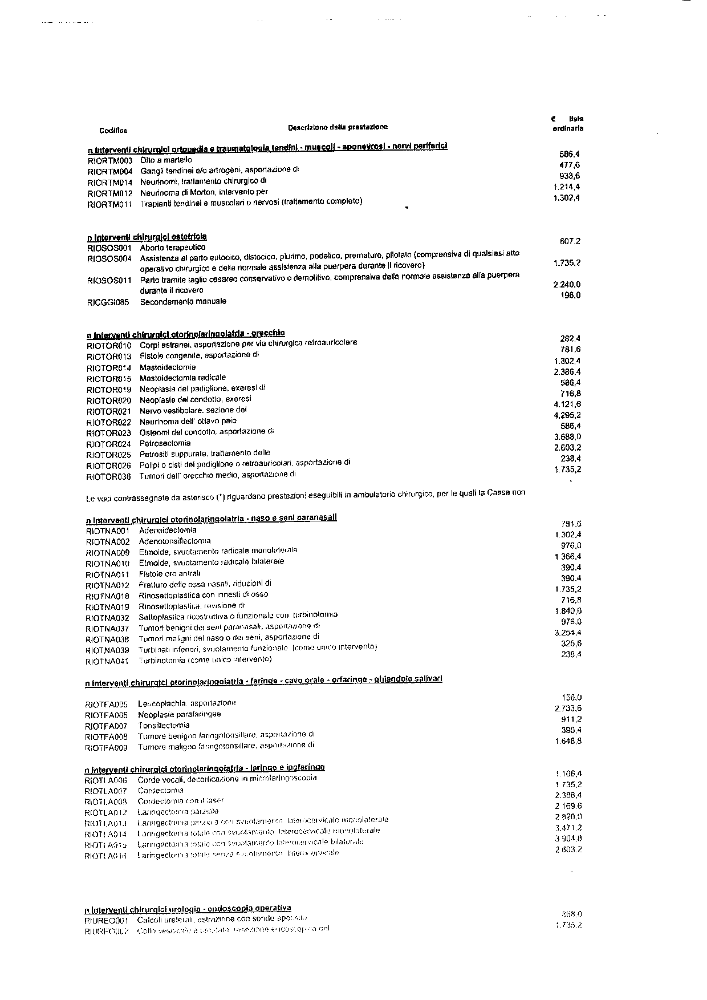 Codifica Descrizione della prestazione € lista ordinaria
n Interventi chirurgici ortopedia e traumatologia tendini - muscoli - aponevrosi - nervi periferici
RIORTM003 Dito a martello 586,4
RIORTM004 Gangli tendinei e/o artrogeni, asportazione di 477,6
RIORTM014 Neurinomi, trattamento chirurgico di 933,6
RIORTM012 Neurinoma di Morton, intervento per 1.214,4
RIORTM011 Trapianti tendinei e muscolari o nervosi (trattamento completo) 1.302,4
n Interventi chirurgici ostetricia
RIOSOS001 Aborto terapeutico 607,2
RIOSOS004 Assistenza al parto eutocico, distocico, plurimo, podalico, prematuro, pilotato (comprensiva di qualsiasi atto
operativo chirurgico e della normale assistenza alla puerpera durante il ricovero) 1.735,2
RIOSOS011 Parto tramite taglio cesareo conservativo o demolitivo, comprensiva della normale assistenza alla puerpera
durante il ricovero 2.240,0
RICGGI085 Secondamento manuale 196,0
n Interventi chirurgici otorinolaringoiatria - orecchio
RIOTOR010 Corpi estranei, asportazione per via chirurgica retroauricolare 282,4
RIOTOR013 Fistole congenite, asportazione di 781,6
RIOTOR014 Mastoidectomia 1.302,4
RIOTOR015 Mastoidectomia radicale 2.386,4
RIOTOR019 Neoplasia del padiglione, exeresi di 586,4
RIOTOR020 Neoplasie del condotto, exeresi 716,8
RIOTOR021 Nervo vestibolare, sezione del 4.121,6
RIOTOR022 Neurinoma dell' ottavo paio 4.295,2
RIOTOR023 Osteomi del condotto, asportazione di 586,4
RIOTOR024 Petrosectomia 3.688,0
RIOTOR025 Petrositi suppurate, trattamento delle 2.603,2
RIOTOR026 Polipi o cisti del padiglione o retroauricolari, asportazione di 238,4
RIOTOR036 Tumori dell' orecchio medio, asportazione di 1.735,2
Le voci contrassegnate da asterisco (*) riguardano prestazioni eseguibili in ambulatorio chirurgico, per le quali la Cassa non
n Interventi chirurgici otorinolaringoiatria - naso e seni paranasali
RIOTNA001 Adenoidectomia 781,6
RIOTNA002 Adenotonsillectomia 1.302,4
RIOTNA009 Etmoide, svuotamento radicale monolaterale 976,0
RIOTNA010 Etmoide, svuotamento radicale bilaterale 1 366,4
RIOTNA011 Fistole oro antrali 390,4
RIOTNA012 Fratture delle ossa nasali, riduzioni di 390,4
RIOTNA018 Rinosettoplastica con innesti di osso 1.735,2
RIOTNA019 Rinosettoplastica, revisione di 716,8
RIOTNA032 Settoplastica ricostruttiva o funzionale con turbinotomia 1.840,0
RIOTNA037 Tumori benigni dei seni paranasali, asportazione di 976,0
RIOTNA038 Tumori maligni del naso o dei seni, asportazione di 3.254,4
RIOTNA039 Turbinati inferiori, svuotamento funzionale (come unico intervento) 325,6
RIOTNA041 Turbinotomia (come unico intervento) 238,4
n Interventi chirurgici otorinolaringoiatria - faringe - cavo orale - orfaringe - ghiandole salivari
RIOTFA005 Leucoplachia, asportazione 156,0
RIOTFA006 Neoplasie parafaringee 2.733,6
RIOTFA007 Tonsillectomia 911,2
RIOTFA008 Tumore benigno faringotonsillare, asportazione di 390,4
RIOTFA009 Tumore maligno faringotonsillare, asportazione di 1.648,8
n Interventi chirurgici otorinolaringoiatria - laringe e ipofaringe
RIOTLA006 Corde vocali, decorticazione in microlaringoscopia 1.106,4
RIOTLA007 Cordectomia 1 735,2
RIOTLA008 Cordectomia con il laser 2.386,4
RIOTLA012 Laringectomia parziale 2 169,6
RIOTLA013 Laringectomia parziale con svuotamento laterocervicale monolaterale 2 820,0
RIOTLA014 Laringectomia totale con svuotamento laterocervicale monolaterale 3.471,2
RIOTLA015 Laringectomia totale con svuotamento laterocervicale bilaterale 3 904,8
RIOTLA016 Laringectomia totale senza svuotamento laterocervicale 2 603,2
n Interventi chirurgici urologia - endoscopia operativa
RIUREO001 Calcoli ureterali, estrazione con sonde apposite 868,0
RIUREO002 Collo vescicale e prostata, resezione endoscopica del 1.735,2